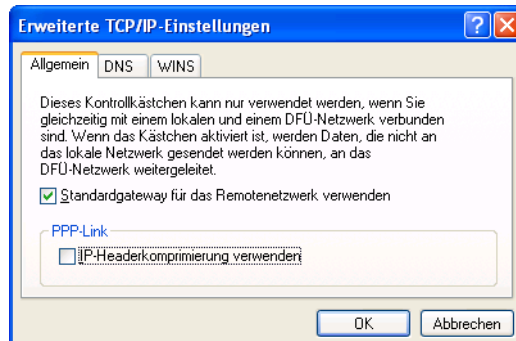 Erweiterte TCP/IP-Einstellungen
Allgemein DNS WINS
Dieses Kontrollkästchen kann nur verwendet werden, wenn Sie
gleichzeitig mit einem lokalen und einem DFÜ-Netzwerk verbunden
sind. Wenn das Kästchen aktiviert ist, werden Daten, die nicht an
das lokale Netzwerk gesendet werden können, an das
DFÜ-Netzwerk weitergeleitet.
Standardgateway für das Remotenetzwerk verwenden
PPP-Link
IP-Headerkomprimierung verwenden
OK Abbrechen